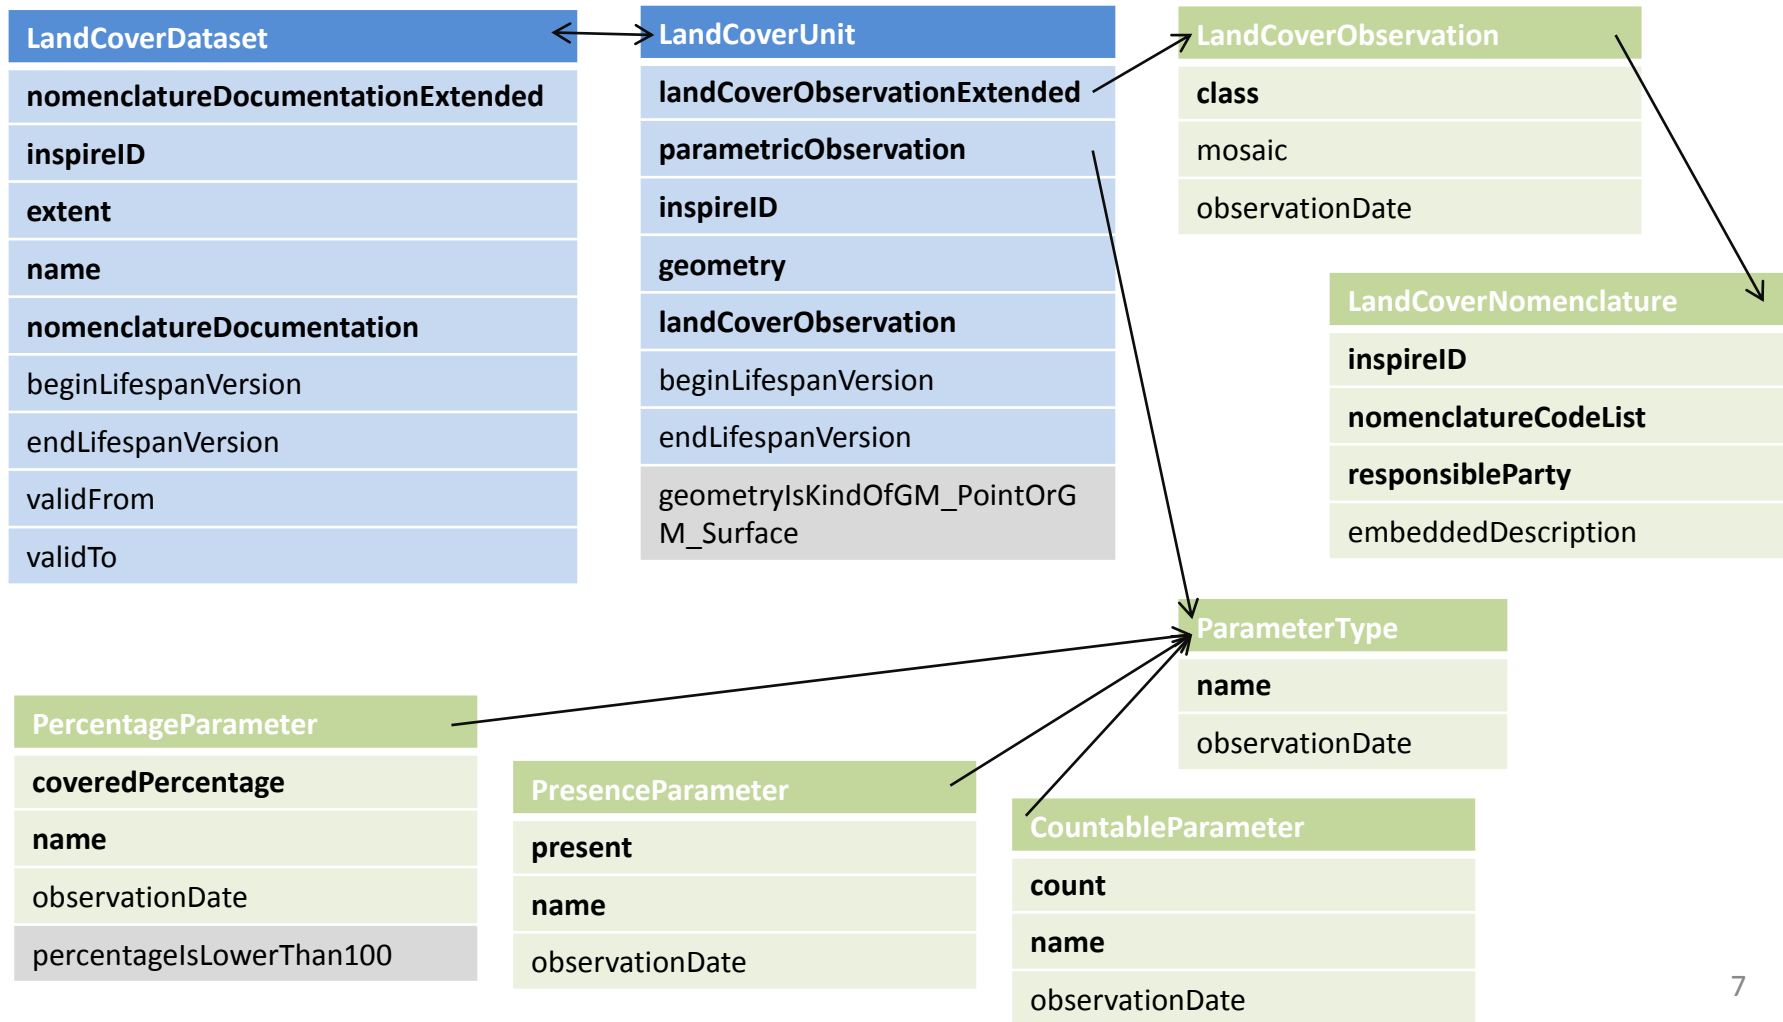 LandCoverDataset
nomenclatureDocumentationExtended
inspireID
extent
name
nomenclatureDocumentation
beginLifespanVersion
endLifespanVersion
validFrom
validTo
LandCoverUnit
landCoverObservationExtended
parametricObservation
inspireID
geometry
landCoverObservation
beginLifespanVersion
endLifespanVersion
geometryIsKindOfGM_PointOrG
M_Surface
LandCoverObservation
class
mosaic
observationDate
LandCoverNomenclature
inspireID
nomenclatureCodeList
responsibleParty
embeddedDescription
ParameterType
name
observationDate
PercentageParameter
coveredPercentage
name
observationDate
percentageIsLowerThan100
PresenceParameter
present
name
observationDate
CountableParameter
count
name
observationDate
7